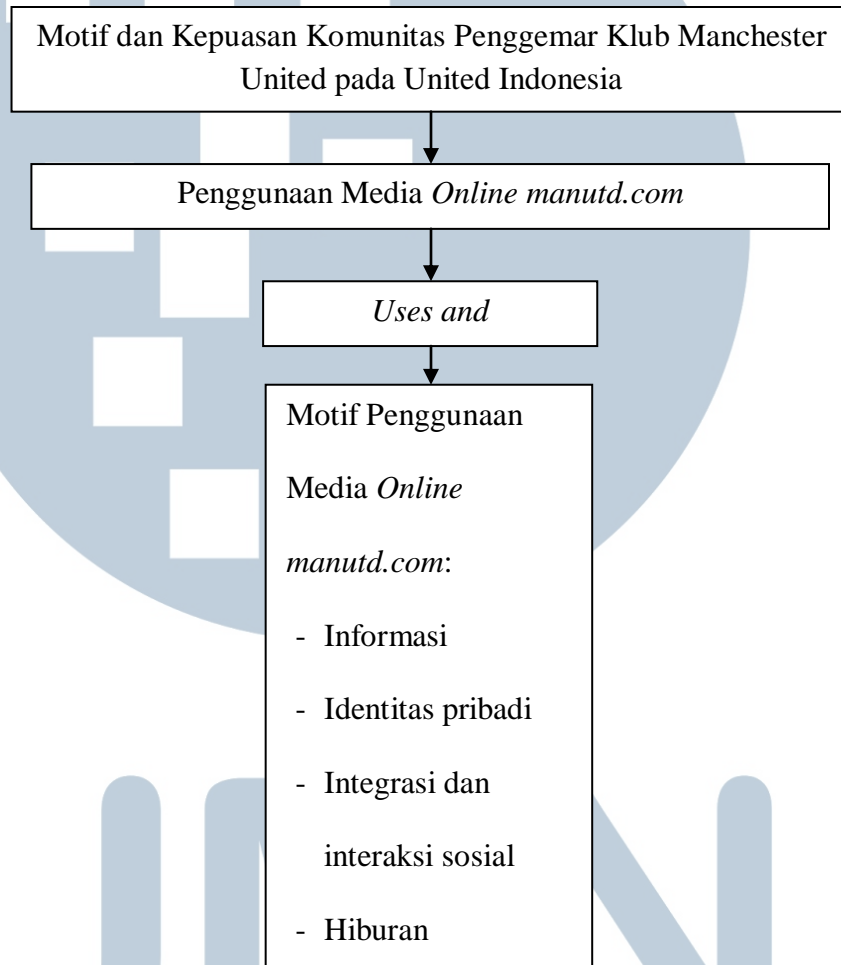 Motif dan Kepuasan Komunitas Penggemar Klub Manchester
United pada United Indonesia
Penggunaan Media Online manutd.com
Uses and
Motif Penggunaan
Media Online
manutd.com:
- Informasi
- Identitas pribadi
- Integrasi dan
interaksi sosial
- Hiburan